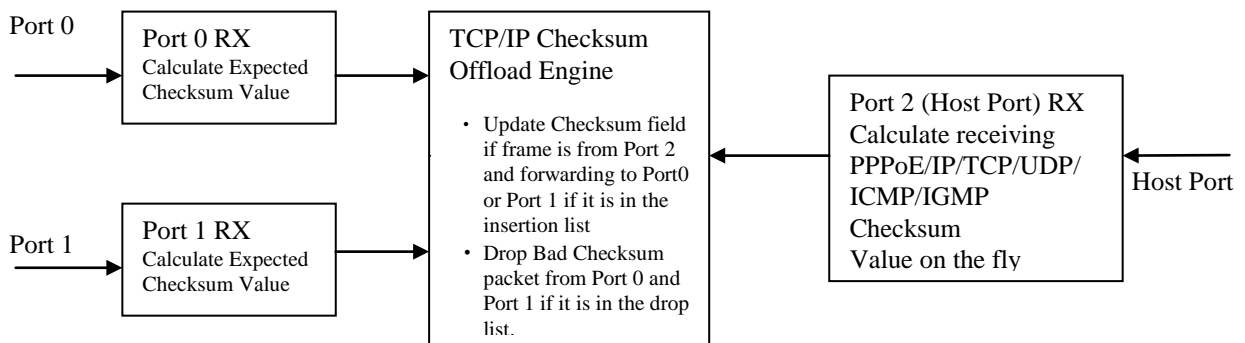 Port 0
Port 0 RX
Calculate Expected
Checksum Value
Port 1
Port 1 RX
Calculate Expected
Checksum Value
TCP/IP Checksum
Offload Engine
• Update Checksum field
if frame is from Port 2
and forwarding to Port0
or Port 1 if it is in the
insertion list
• Drop Bad Checksum
packet from Port 0 and
Port 1 if it is in the drop
list.
Port 2 (Host Port) RX
Calculate receiving
PPPoE/IP/TCP/UDP/
ICMP/IGMP
Checksum
Value on the fly
Host Port